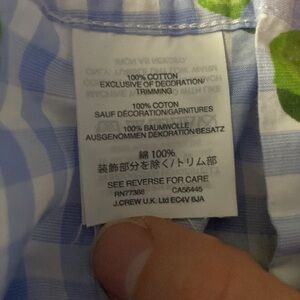 100% COTTON
EXCLUSIVE OF DECORATION/
TRIMMING
100% COTON
SAUF DÉCORATION/GARNITURES
100% BAUMWOLLE
AUSGENOMMEN DEKORATION/BESATZ
綿 100%
装飾部分を除く/トリム部
SEE REVERSE FOR CARE
RN77388 CA56445
J.CREW U.K. Ltd EC4V 6JA